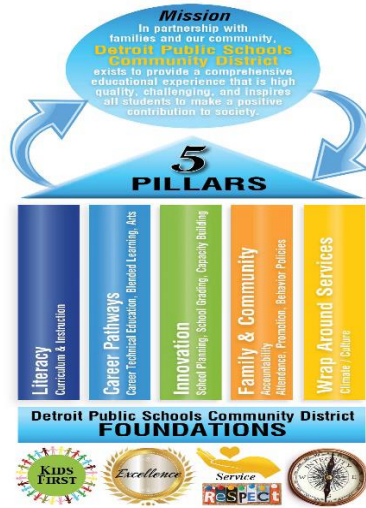 Mission
In partnership with
families and our community,
Detroit Public Schools
Community District
exists to provide a comprehensive
educational experience that is high
quality, challenging, and inspires
all students to make a positive
contribution to society.
5
PILLARS
Literacy
Curriculum & Instruction
Career Pathways
Career Technical Education, Blended Learning, Arts
Innovation
School Planning, School Grading, Capacity Building
Family & Community
Accountability
Attendance, Promotion, Behavior Policies
Wrap Around Services
Climate / Culture
Detroit Public Schools Community District
FOUNDATIONS
KIDS
FIRST
Excellence
Service
ReSPECt